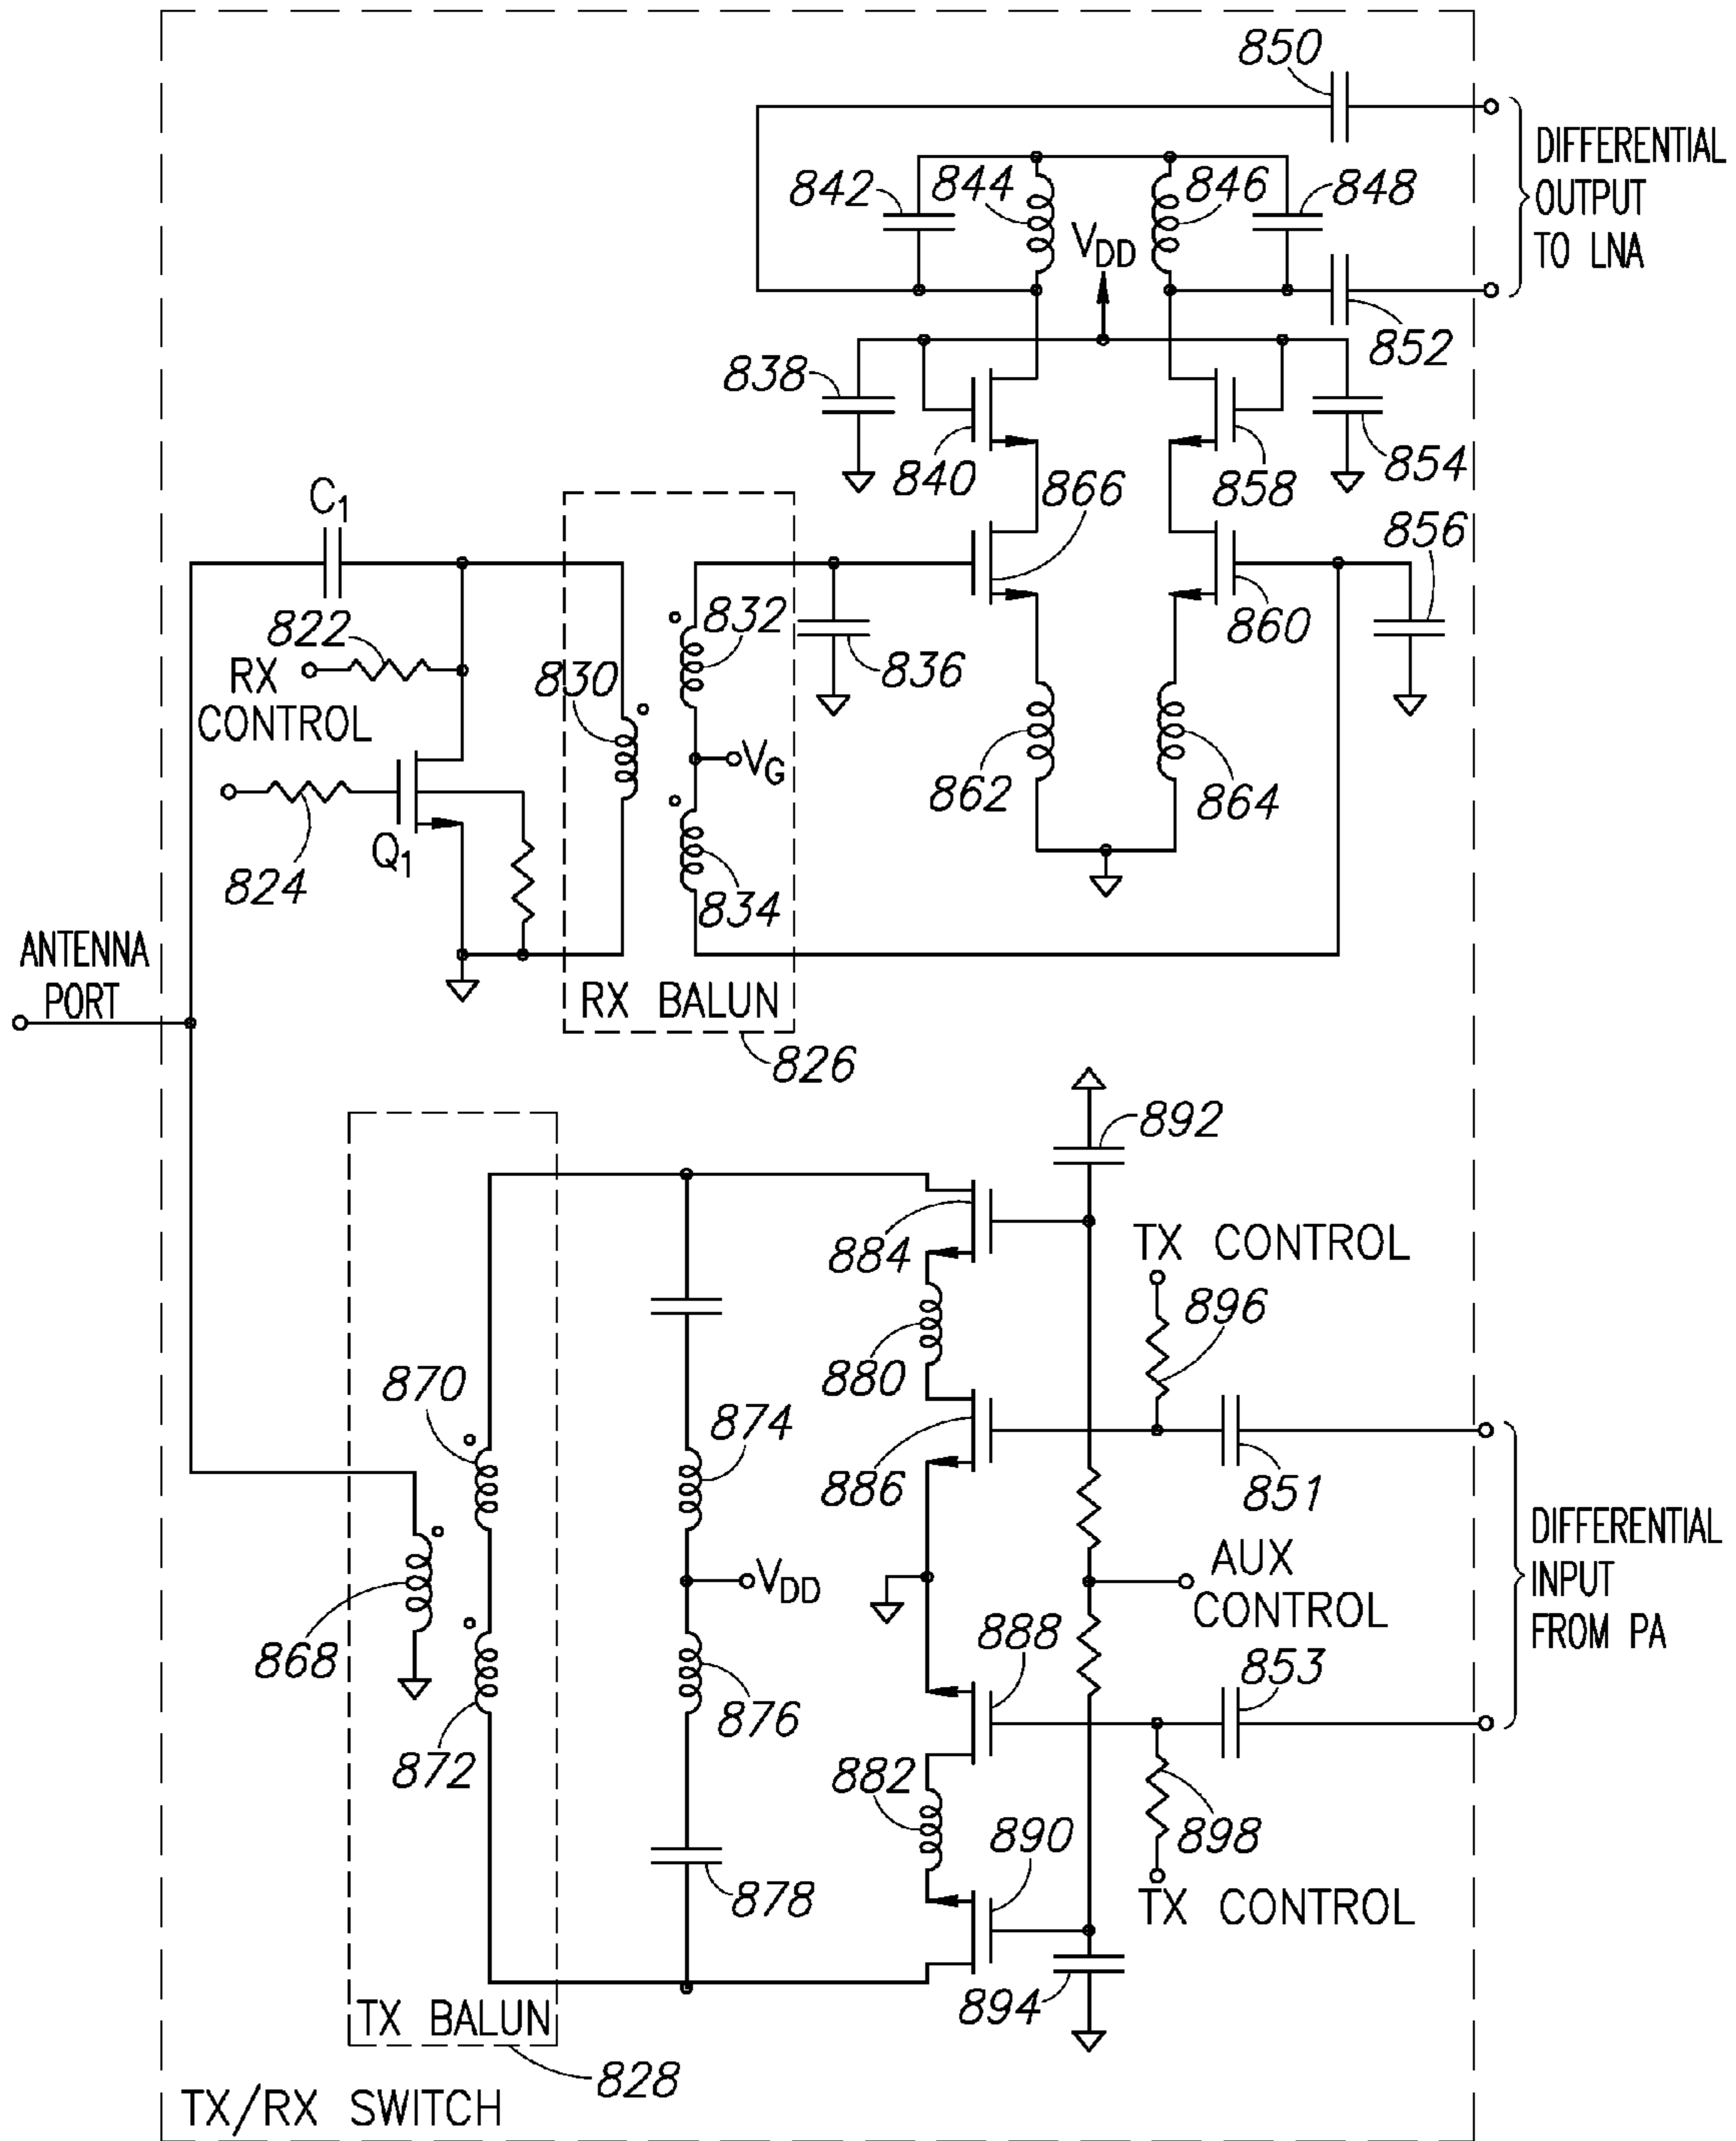 850
DIFFERENTIAL
OUTPUT
TO LNA
842
844
846
848
VDD
852
838
840
866
858
854
C1
856
822
RX
CONTROL
830
832
836
860
VG
862
864
824
Q1
834
ANTENNA
PORT
RX BALUN
826
892
884
TX CONTROL
896
880
870
874
886
851
DIFFERENTIAL
INPUT
FROM PA
VDD
AUX
CONTROL
868
888
853
876
872
882
890
898
878
TX CONTROL
894
TX BALUN
828
TX/RX SWITCH